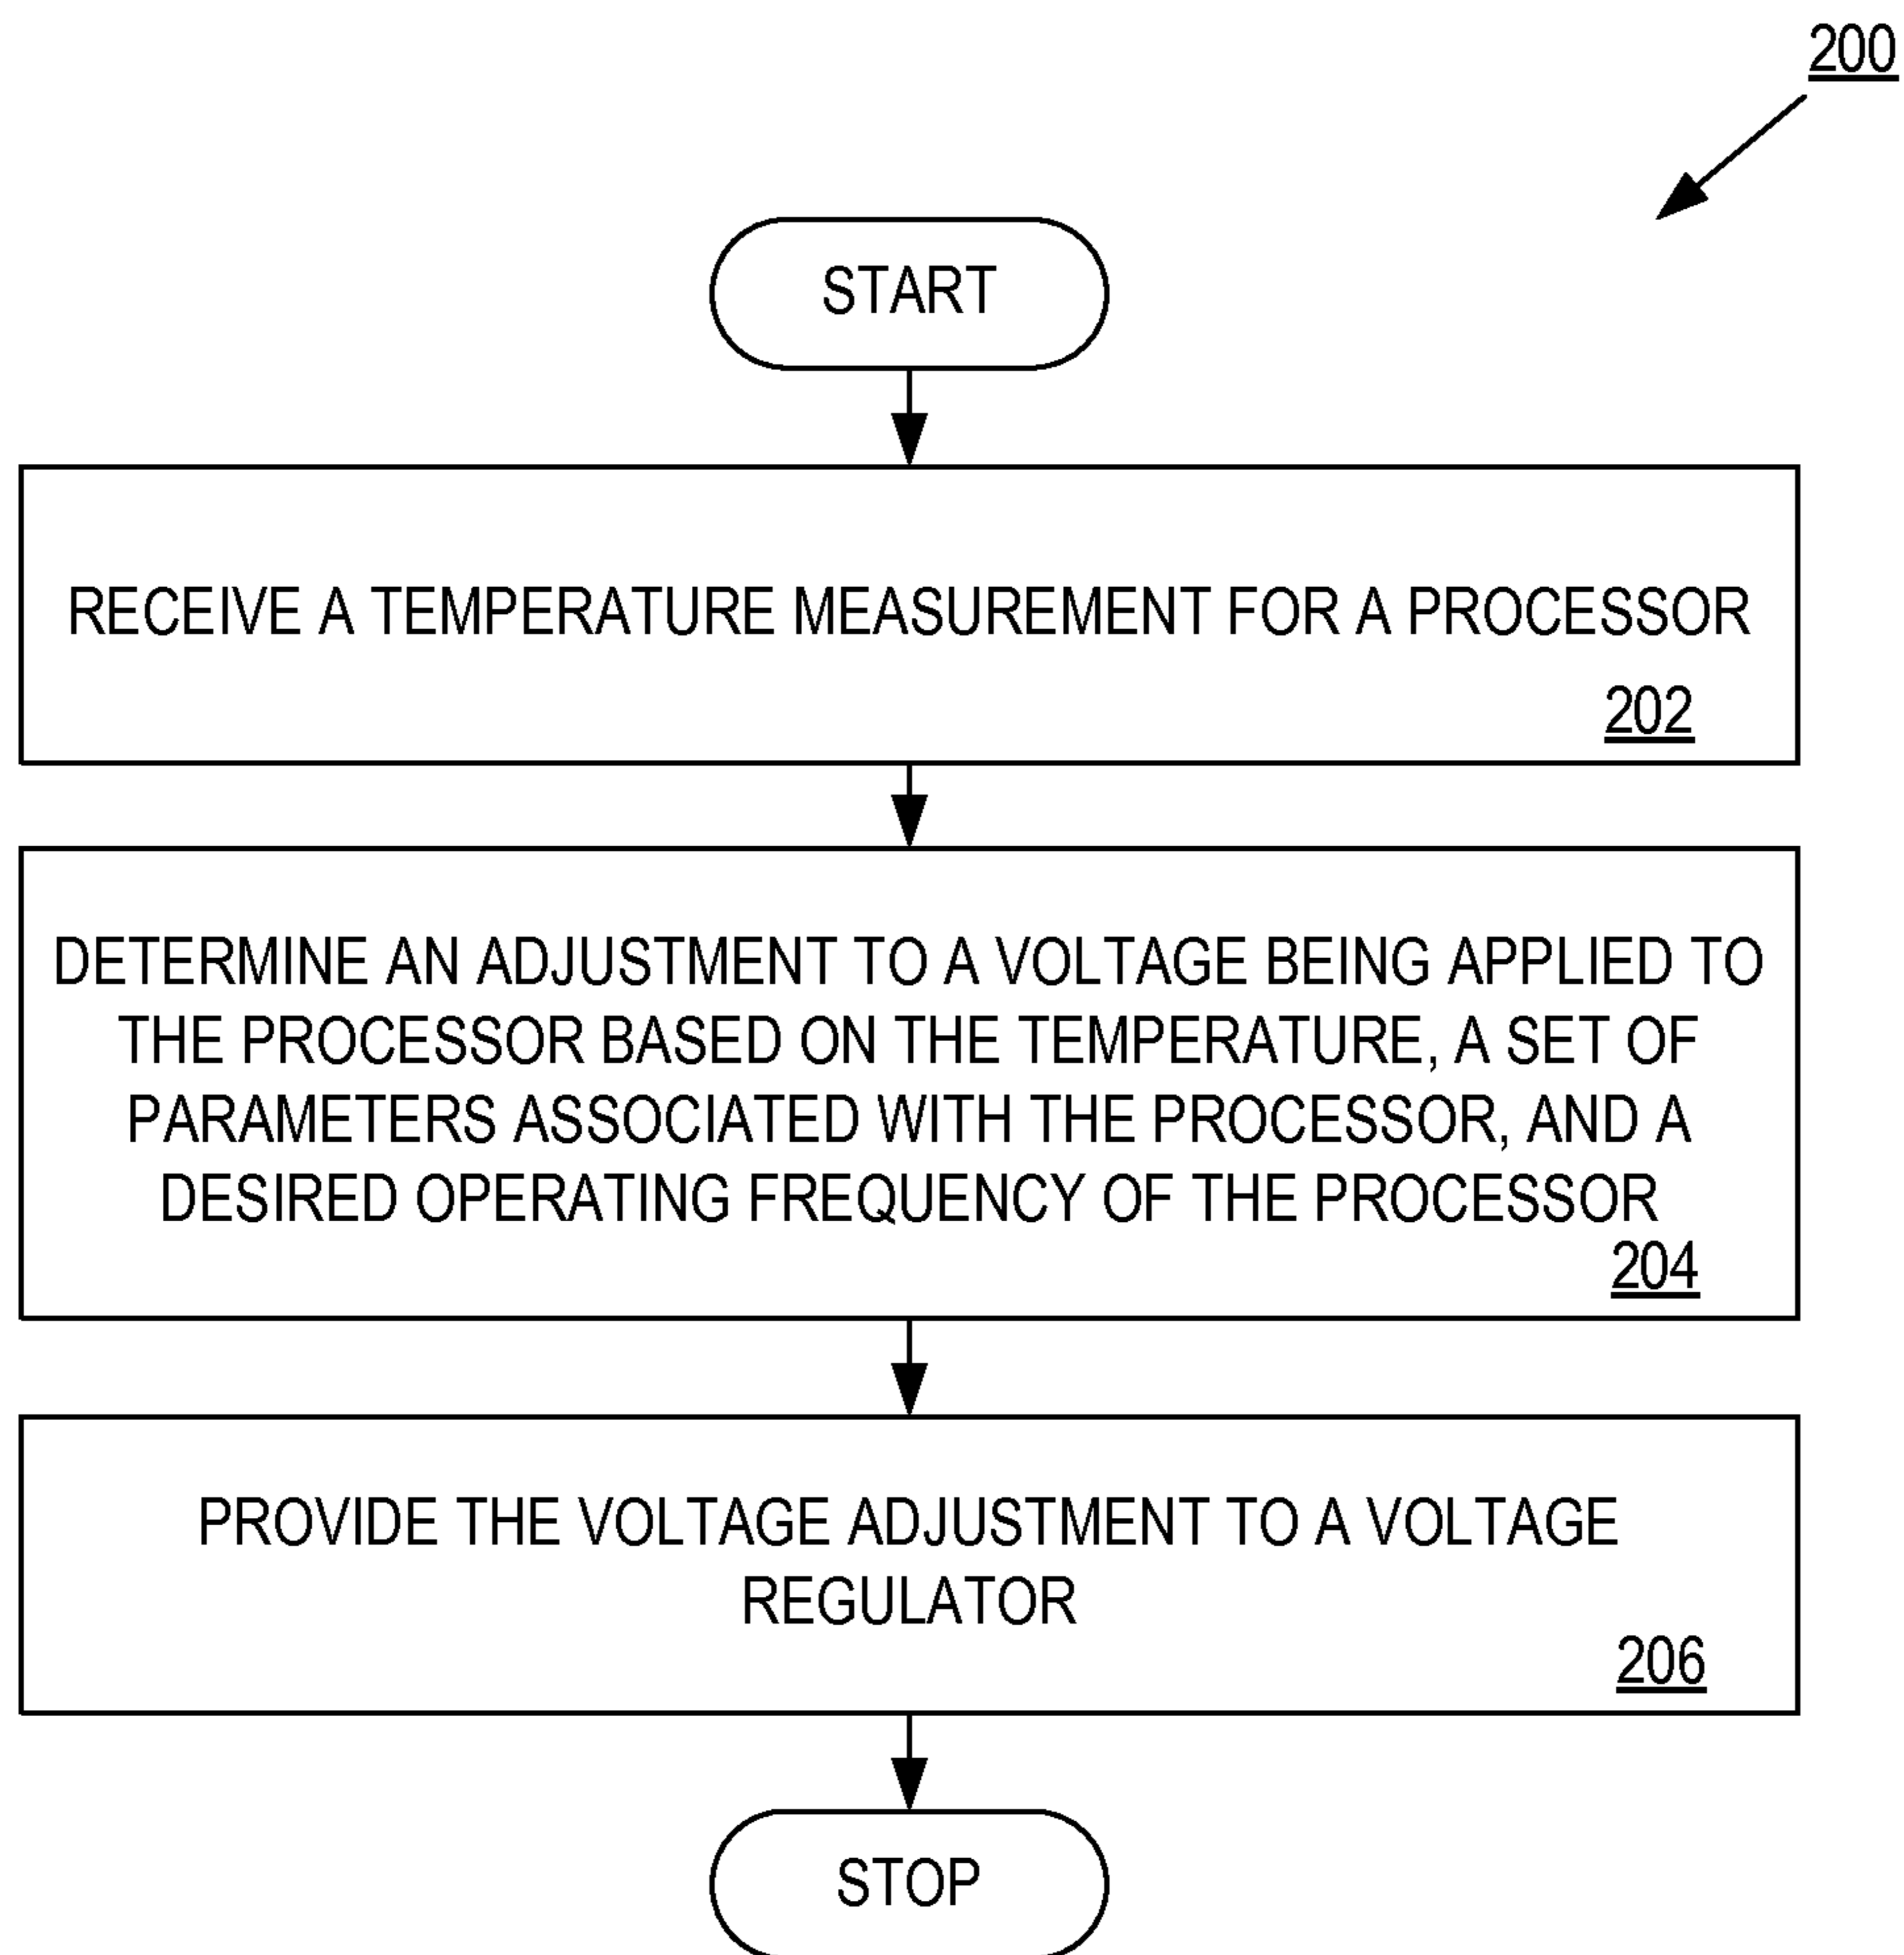 200
START
RECEIVE A TEMPERATURE MEASUREMENT FOR A PROCESSOR
202
DETERMINE AN ADJUSTMENT TO A VOLTAGE BEING APPLIED TO
THE PROCESSOR BASED ON THE TEMPERATURE, A SET OF
PARAMETERS ASSOCIATED WITH THE PROCESSOR, AND A
DESIRED OPERATING FREQUENCY OF THE PROCESSOR
204
PROVIDE THE VOLTAGE ADJUSTMENT TO A VOLTAGE
REGULATOR
206
STOP